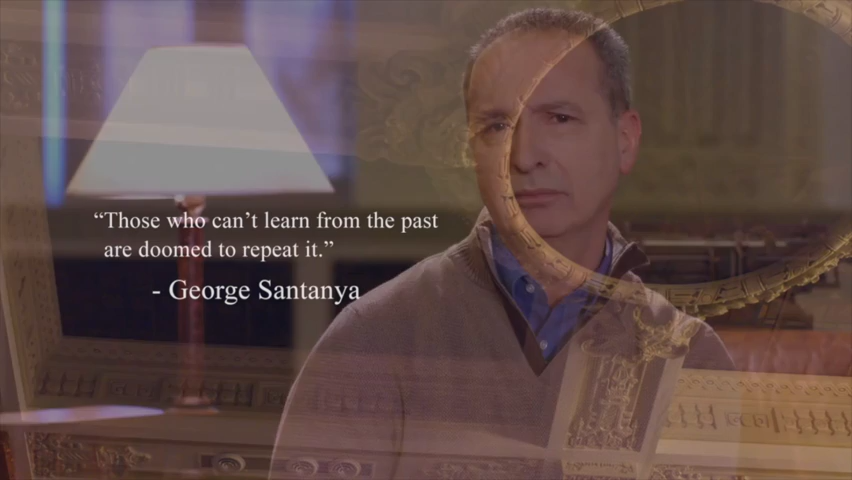 “Those who can’t learn from the past
are doomed to repeat it.”
- George Santanya